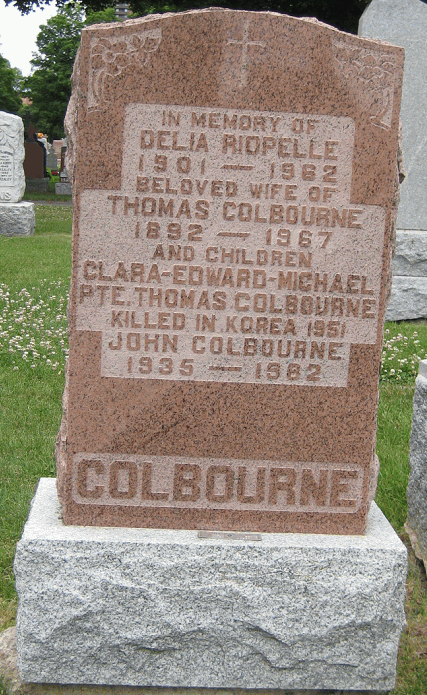 IN MEMORY OF
DELIA RIOPELLE
1901 — 1962
BELOVED WIFE OF
THOMAS COLBOURNE
1892 — 1967
AND CHILDREN
CLARA-EDWARD-MICHAEL
PTE. THOMAS COLBOURNE
KILLED IN KOREA 1951
JOHN COLBOURNE
1935 — 1982
COLBOURNE